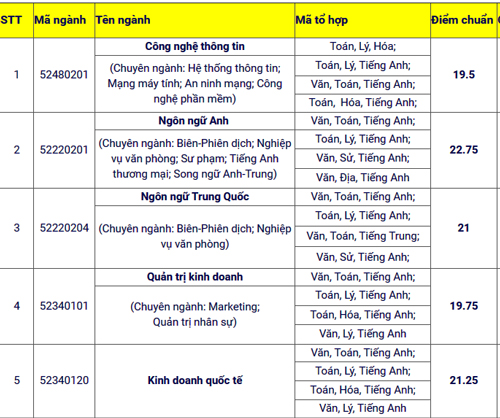 STT Mã ngành Tên ngành Mã tổ hợp Điểm chuẩn
1 52480201 Công nghệ thông tin
(Chuyên ngành: Hệ thống thông tin;
Mạng máy tính; An ninh mạng; Công
nghệ phần mềm)
Toán, Lý, Hóa;
Toán, Lý, Tiếng Anh;
Văn, Toán, Tiếng Anh;
Toán, Hóa, Tiếng Anh;
19.5
2 52220201 Ngôn ngữ Anh
(Chuyên ngành: Biên-Phiên dịch; Nghiệp
vụ văn phòng; Sư phạm; Tiếng Anh
thương mại; Song ngữ Anh-Trung)
Văn, Toán, Tiếng Anh;
Toán, Lý, Tiếng Anh;
Văn, Sử, Tiếng Anh;
Văn, Địa, Tiếng Anh
22.75
3 52220204 Ngôn ngữ Trung Quốc
(Chuyên ngành: Biên-Phiên dịch; Nghiệp
vụ văn phòng)
Văn, Toán, Tiếng Anh;
Toán, Lý, Tiếng Anh;
Văn, Toán, Tiếng Trung;
Văn, Sử, Tiếng Anh;
21
4 52340101 Quản trị kinh doanh
(Chuyên ngành: Marketing;
Quản trị nhân sự)
Văn, Toán, Tiếng Anh;
Toán, Lý, Tiếng Anh;
Toán, Hóa, Tiếng Anh;
Văn, Lý, Tiếng Anh
19.75
5 52340120 Kinh doanh quốc tế
Văn, Toán, Tiếng Anh;
Toán, Lý, Tiếng Anh;
Toán, Hóa, Tiếng Anh;
Văn, Lý, Tiếng Anh
21.25